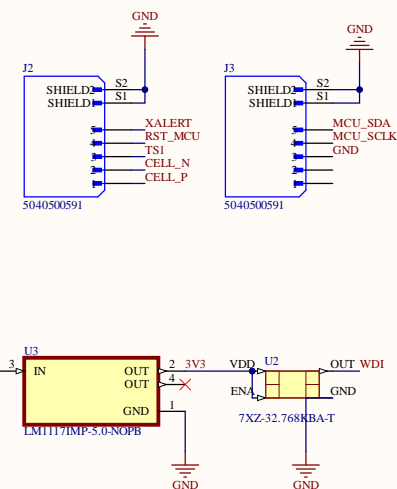 GND GND
J2 J3
SHIELD2 S2 SHIELD2 S2
SHIELD1 S1 SHIELD1 S1
5 XALERT 5 MCU_SDA
4 RST_MCU 4 MCU_SCLK
3 TS1 3 GND
2 CELL_N 2
1 CELL_P 1
5040500591 5040500591
U3
3 IN OUT 2 3V3 VDD U2 OUT WDI
OUT 4
ENA GND
GND 1
7XZ-32.768KBA-T
LM1117IMP-5.0-NOPB
GND GND